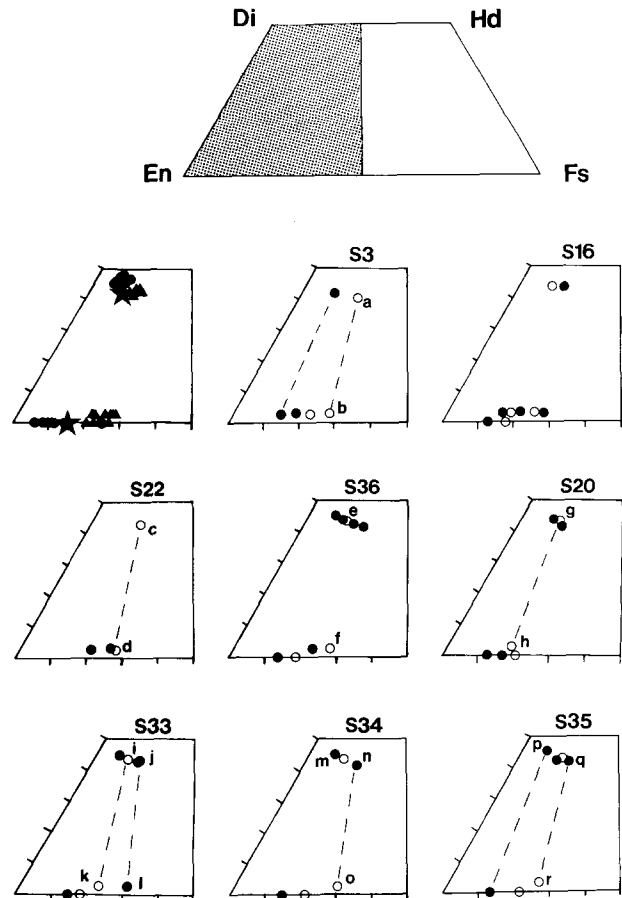 Di Hd
En Fs
S3 S16
a
b
S22 S36 S20
c e g
d f h
S33 S34 S35
i j m n p q
k l o r